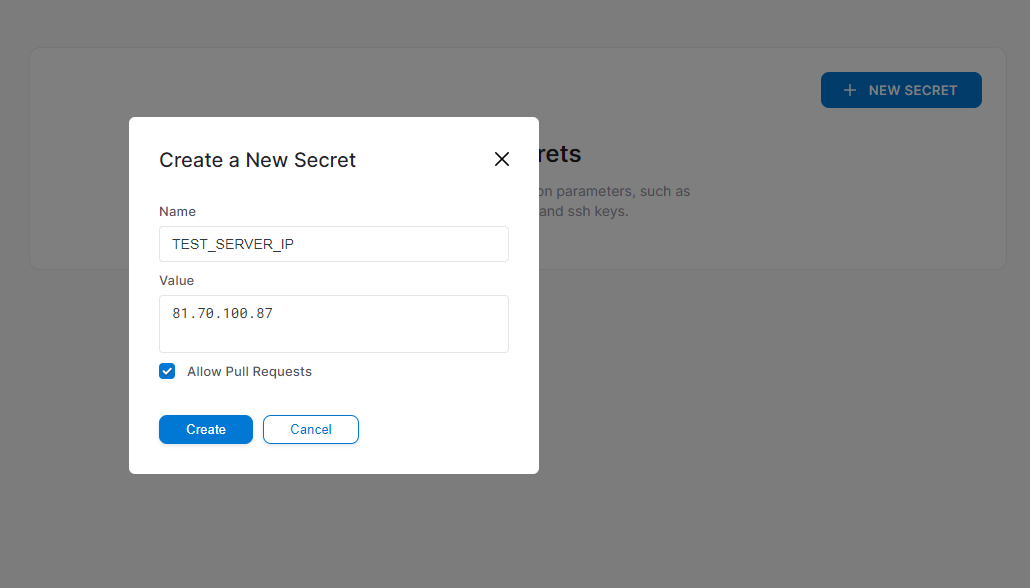 NEW SECRET
Create a New Secret
rets
Name
on parameters, such as
and ssh keys.
TEST_SERVER_IP
Value
81.70.100.87
Allow Pull Requests
Create
Cancel